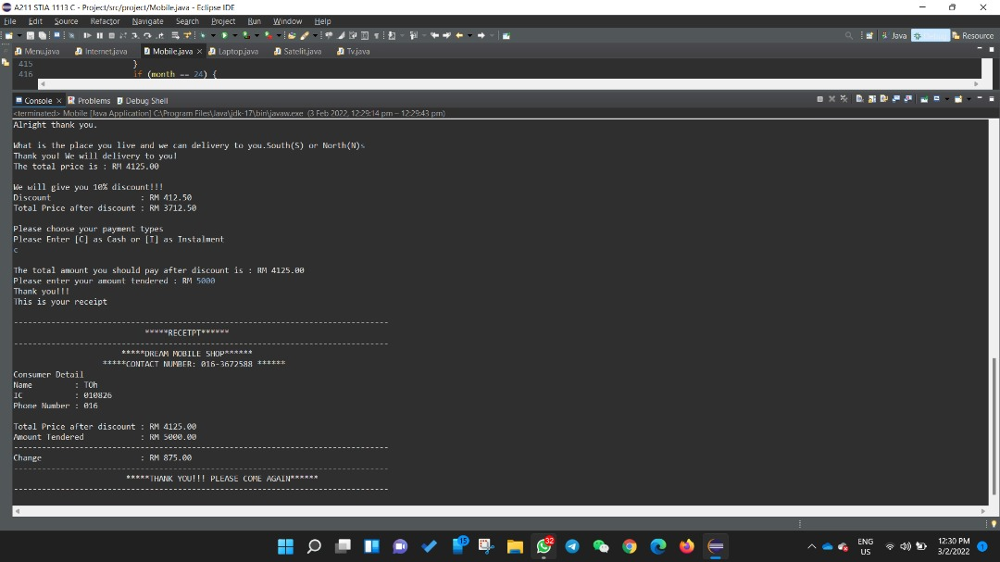 A211 STIA 1113 C - Project/src/project/Mobile.java - Eclipse IDE
File Edit Source Refactor Navigate Search Project Run Window Help
Java Resource
Menu.java Internet.java Mobile.java Laptop.java Satelit.java Tv.java
415 }
416 if (month == 24) {
Console Problems Debug Shell
<terminated> Mobile [Java Application] C:\Program Files\Java\jdk-17\bin\javaw.exe (3 Feb 2022, 12:29:14 pm – 12:29:43 pm)
Alright thank you.
What is the place you live and we can delivery to you.South(S) or North(N)s
Thank you! We will delivery to you!
The total price is : RM 4125.00
We will give you 10% discount!!!
Discount : RM 412.50
Total Price after discount : RM 3712.50
Please choose your payment types
Please Enter [C] as Cash or [I] as Instalment
c
The total amount you should pay after discount is : RM 4125.00
Please enter your amount tendered : RM 5000
Thank you!!!
This is your receipt
--------------------------------------------------------------------------------
*****RECETPT******
--------------------------------------------------------------------------------
*****DREAM MOBILE SHOP******
*****CONTACT NUMBER: 016-3672588 ******
Consumer Detail
Name : TOh
IC : 010826
Phone Number : 016
Total Price after discount : RM 4125.00
Amount Tendered : RM 5000.00
--------------------------------------------------------------------------------
Change : RM 875.00
--------------------------------------------------------------------------------
*****THANK YOU!!! PLEASE COME AGAIN******
--------------------------------------------------------------------------------
15
32
ENG
US
12:30 PM
3/2/2022
1